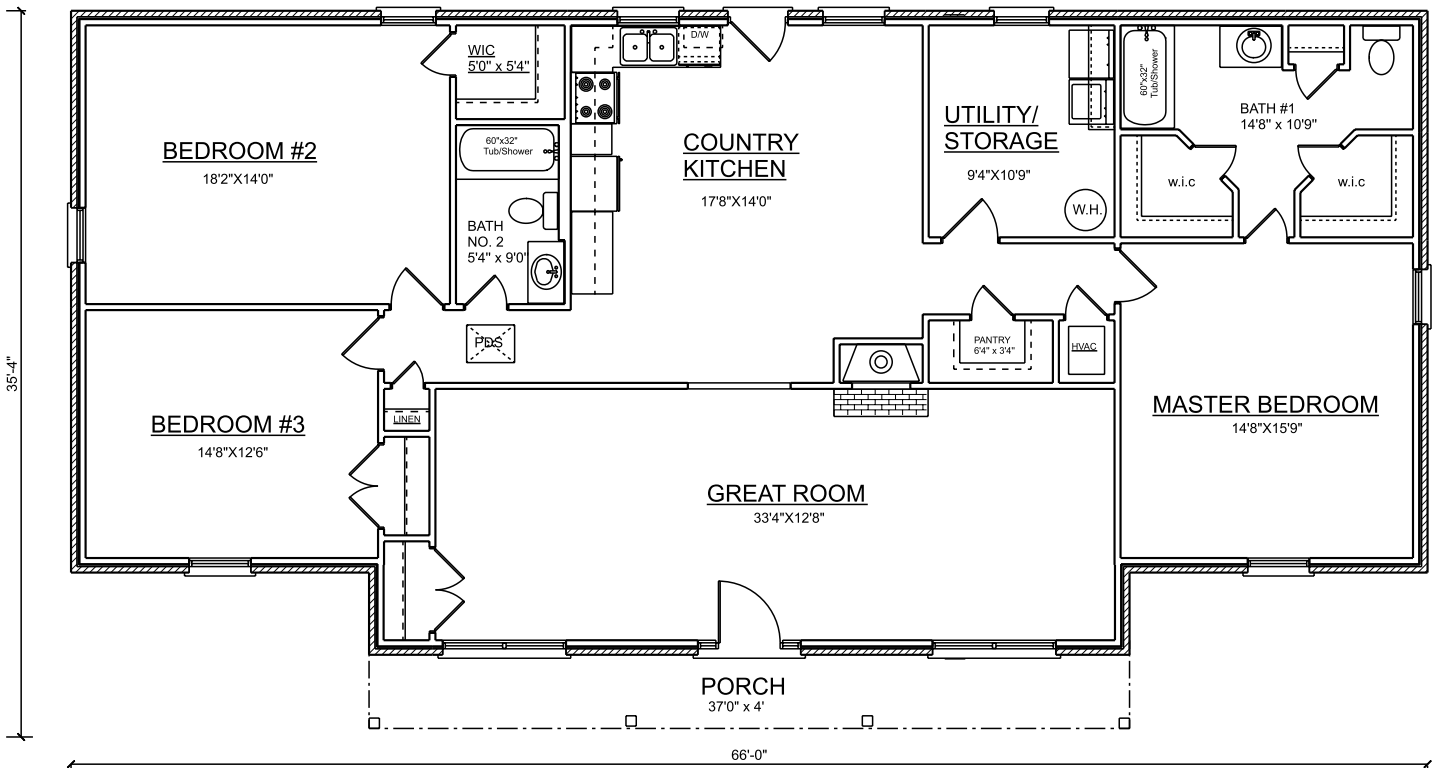 WIC
5'0" x 5'4"
D/W
60"x32"
Tub/Shower
BATH #1
14'8" x 10'9"
UTILITY/
STORAGE
9'4"X10'9"
COUNTRY
KITCHEN
17'8"X14'0"
BEDROOM #2
18'2"X14'0"
60"x32"
Tub/Shower
w.i.c
w.i.c
W.H.
BATH
NO. 2
5'4" x 9'0"
PDS
PANTRY
6'4" x 3'4"
HVAC
35'-4"
BEDROOM #3
14'8"X12'6"
LINEN
MASTER BEDROOM
14'8"X15'9"
GREAT ROOM
33'4"X12'8"
PORCH
37'0" x 4'
66'-0"